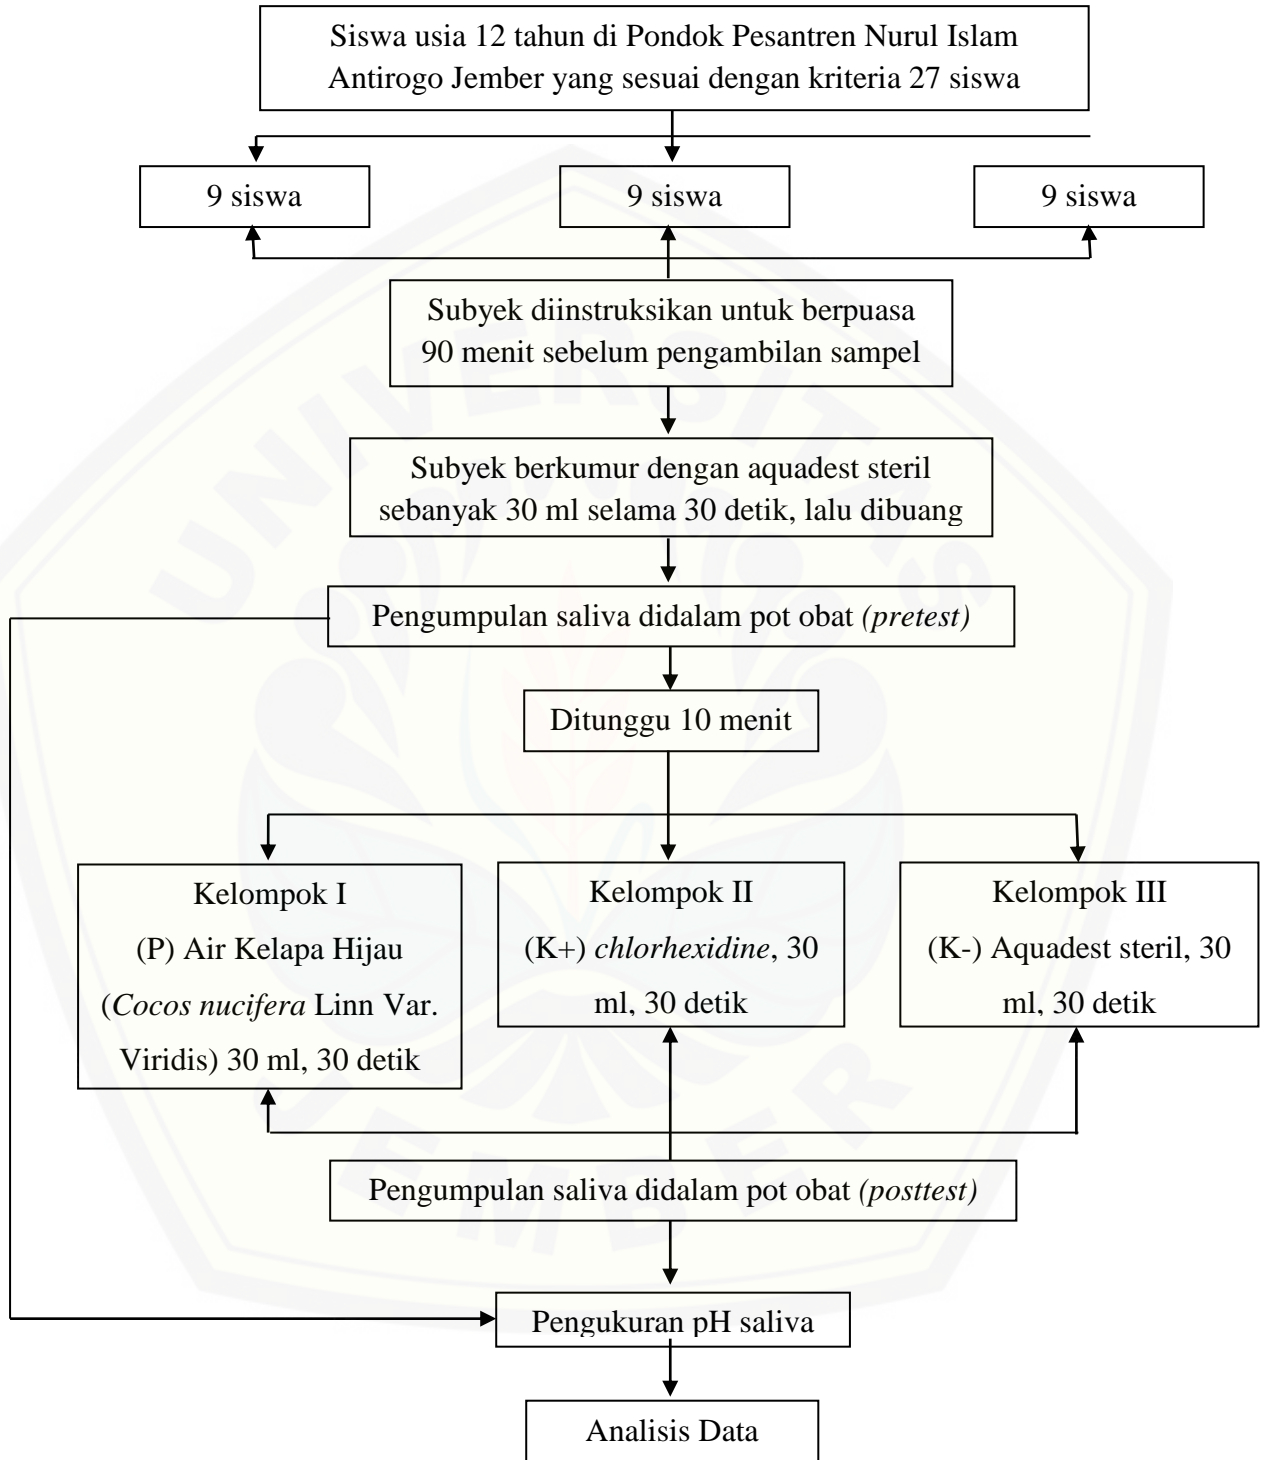 Siswa usia 12 tahun di Pondok Pesantren Nurul Islam
Antirogo Jember yang sesuai dengan kriteria 27 siswa
9 siswa
9 siswa
9 siswa
Subyek diinstruksikan untuk berpuasa
90 menit sebelum pengambilan sampel
Subyek berkumur dengan aquadest steril
sebanyak 30 ml selama 30 detik, lalu dibuang
Pengumpulan saliva didalam pot obat (pretest)
Ditunggu 10 menit
Kelompok I
(P) Air Kelapa Hijau
(Cocos nucifera Linn Var.
Viridis) 30 ml, 30 detik
Kelompok II
(K+) chlorhexidine, 30
ml, 30 detik
Kelompok III
(K-) Aquadest steril, 30
ml, 30 detik
Pengumpulan saliva didalam pot obat (posttest)
Pengukuran pH saliva
Analisis Data
UNIVERSITAS
JEMBER